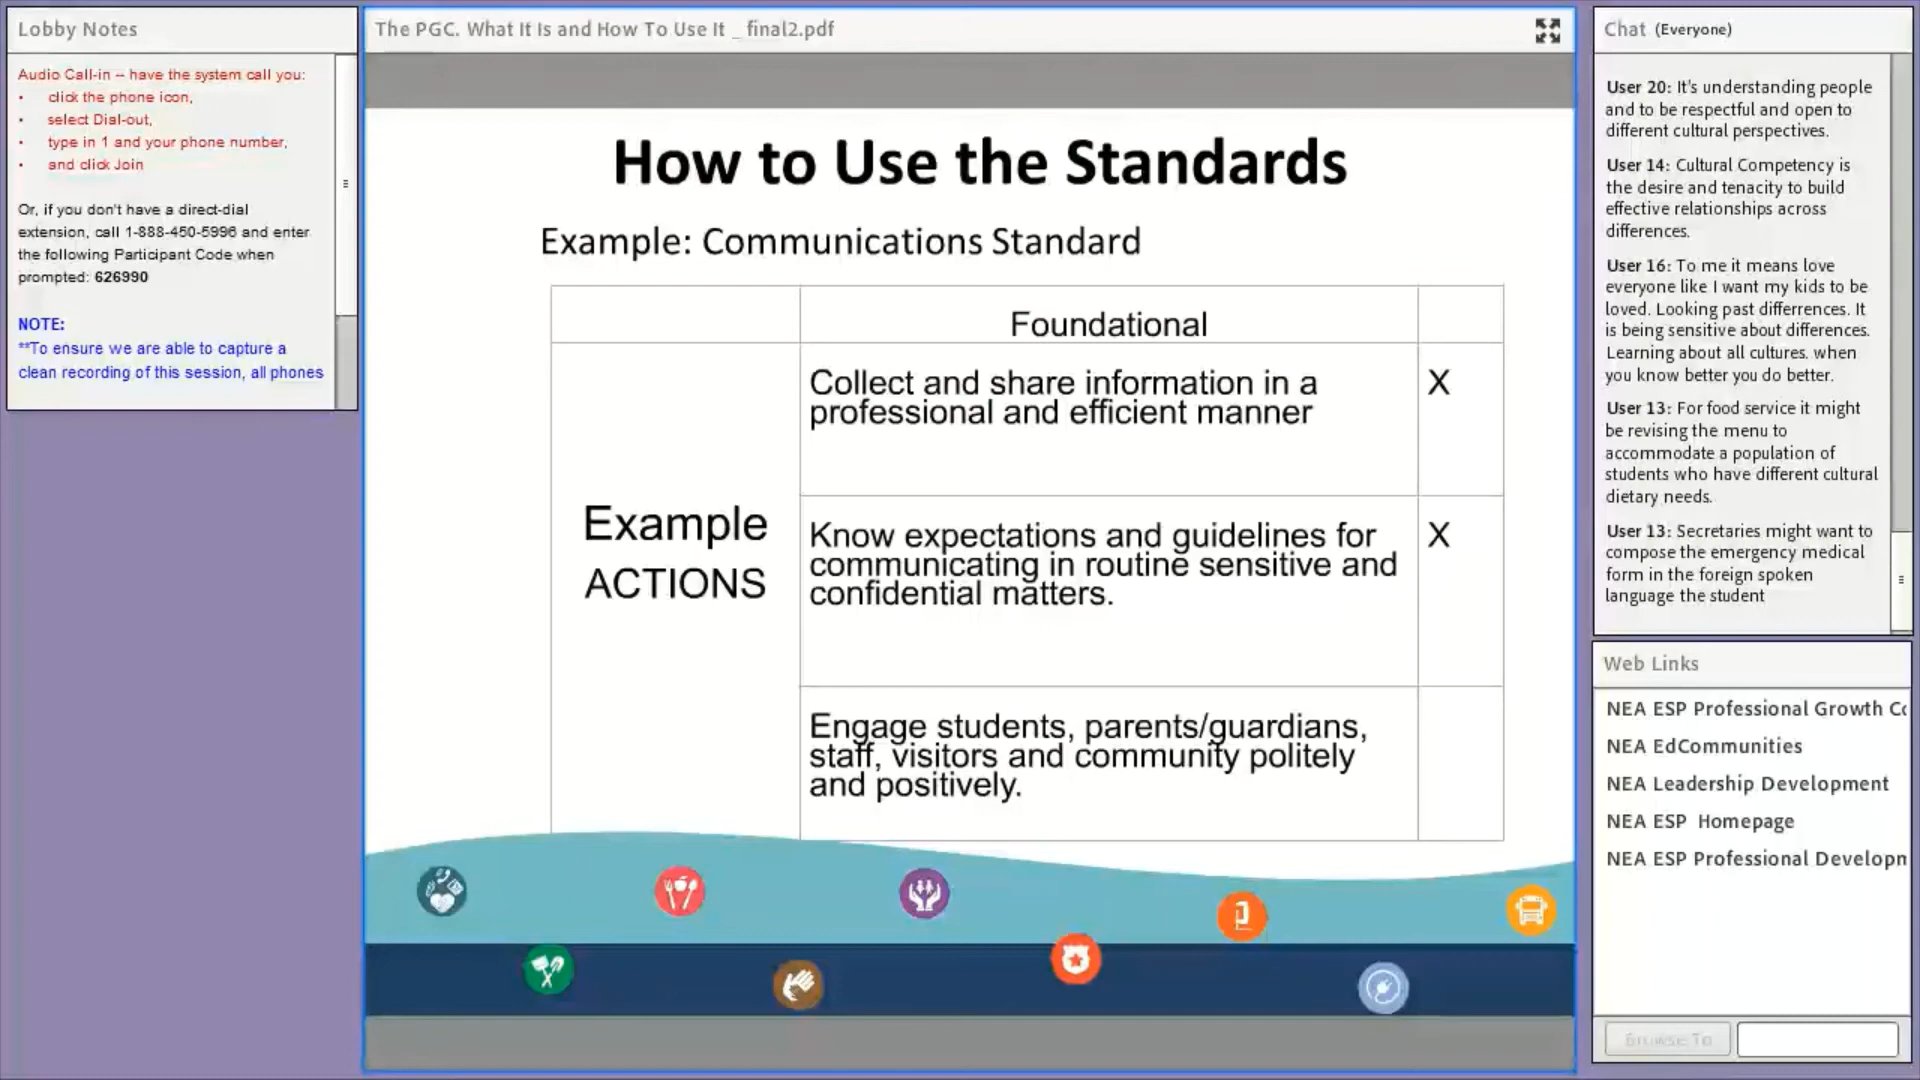 Lobby Notes
Audio Call-in -- have the system call you:
• click the phone icon,
• select Dial-out,
• type in 1 and your phone number,
• and click Join
Or, if you don't have a direct-dial
extension, call 1-888-450-5996 and enter
the following Participant Code when
prompted: 626990
NOTE:
**To ensure we are able to capture a
clean recording of this session, all phones
The PGC. What It Is and How To Use It _ final2.pdf
How to Use the Standards
Example: Communications Standard
Foundational
Example
ACTIONS
Collect and share information in a
professional and efficient manner
X
Know expectations and guidelines for
communicating in routine sensitive and
confidential matters.
X
Engage students, parents/guardians,
staff, visitors and community politely
and positively.
Chat (Everyone)
User 20: It's understanding people
and to be respectful and open to
different cultural perspectives.
User 14: Cultural Competency is
the desire and tenacity to build
effective relationships across
differences.
User 16: To me it means love
everyone like I want my kids to be
loved. Looking past differrences. It
is being sensitive about differences.
Learning about all cultures. when
you know better you do better.
User 13: For food service it might
be revising the menu to
accommodate a population of
students who have different cultural
dietary needs.
User 13: Secretaries might want to
compose the emergency medical
form in the foreign spoken
language the student
Web Links
NEA ESP Professional Growth Co
NEA EdCommunities
NEA Leadership Development
NEA ESP Homepage
NEA ESP Professional Developm
Browse To